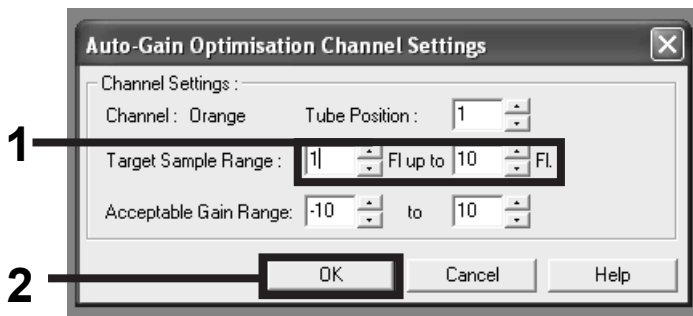 Auto-Gain Optimisation Channel Settings
Channel Settings :
Channel : Orange Tube Position : 1
1
Target Sample Range : 1 Fl up to 10 Fl.
Acceptable Gain Range: -10 to 10
2
OK Cancel Help